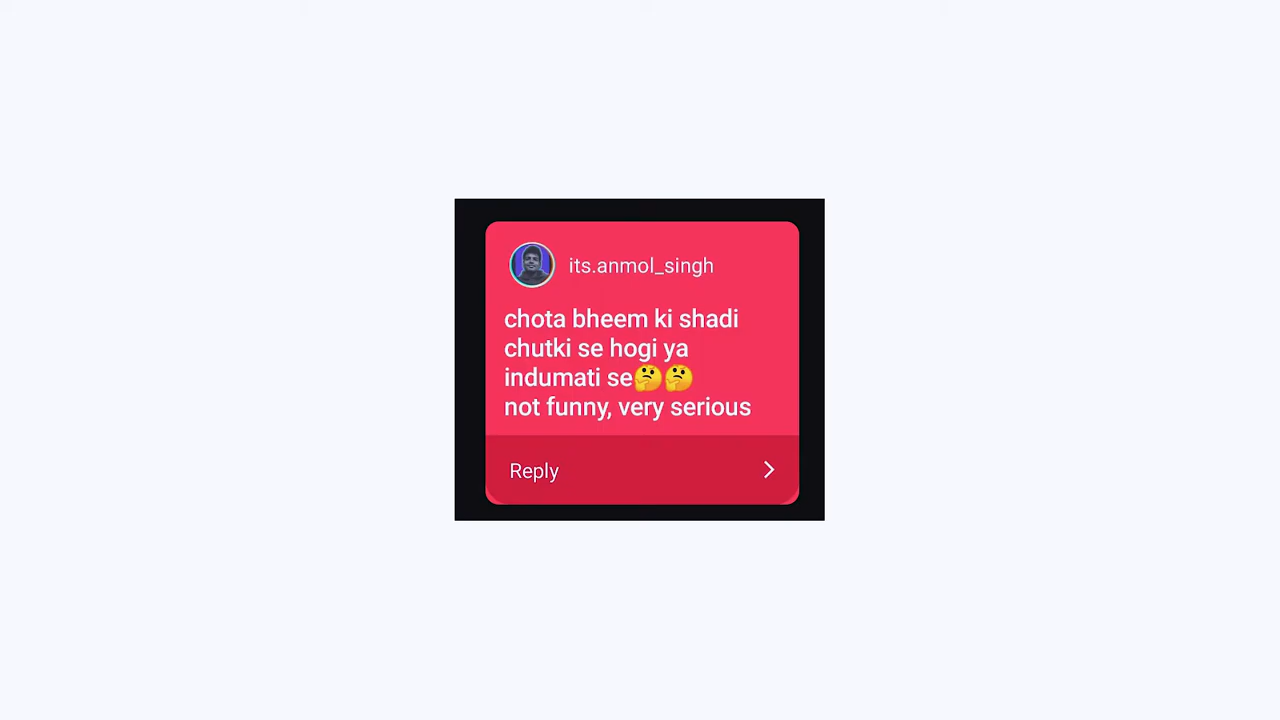 its.anmol_singh
chota bheem ki shadi
chutki se hogi ya
indumati se🤔🤔
not funny, very serious
Reply